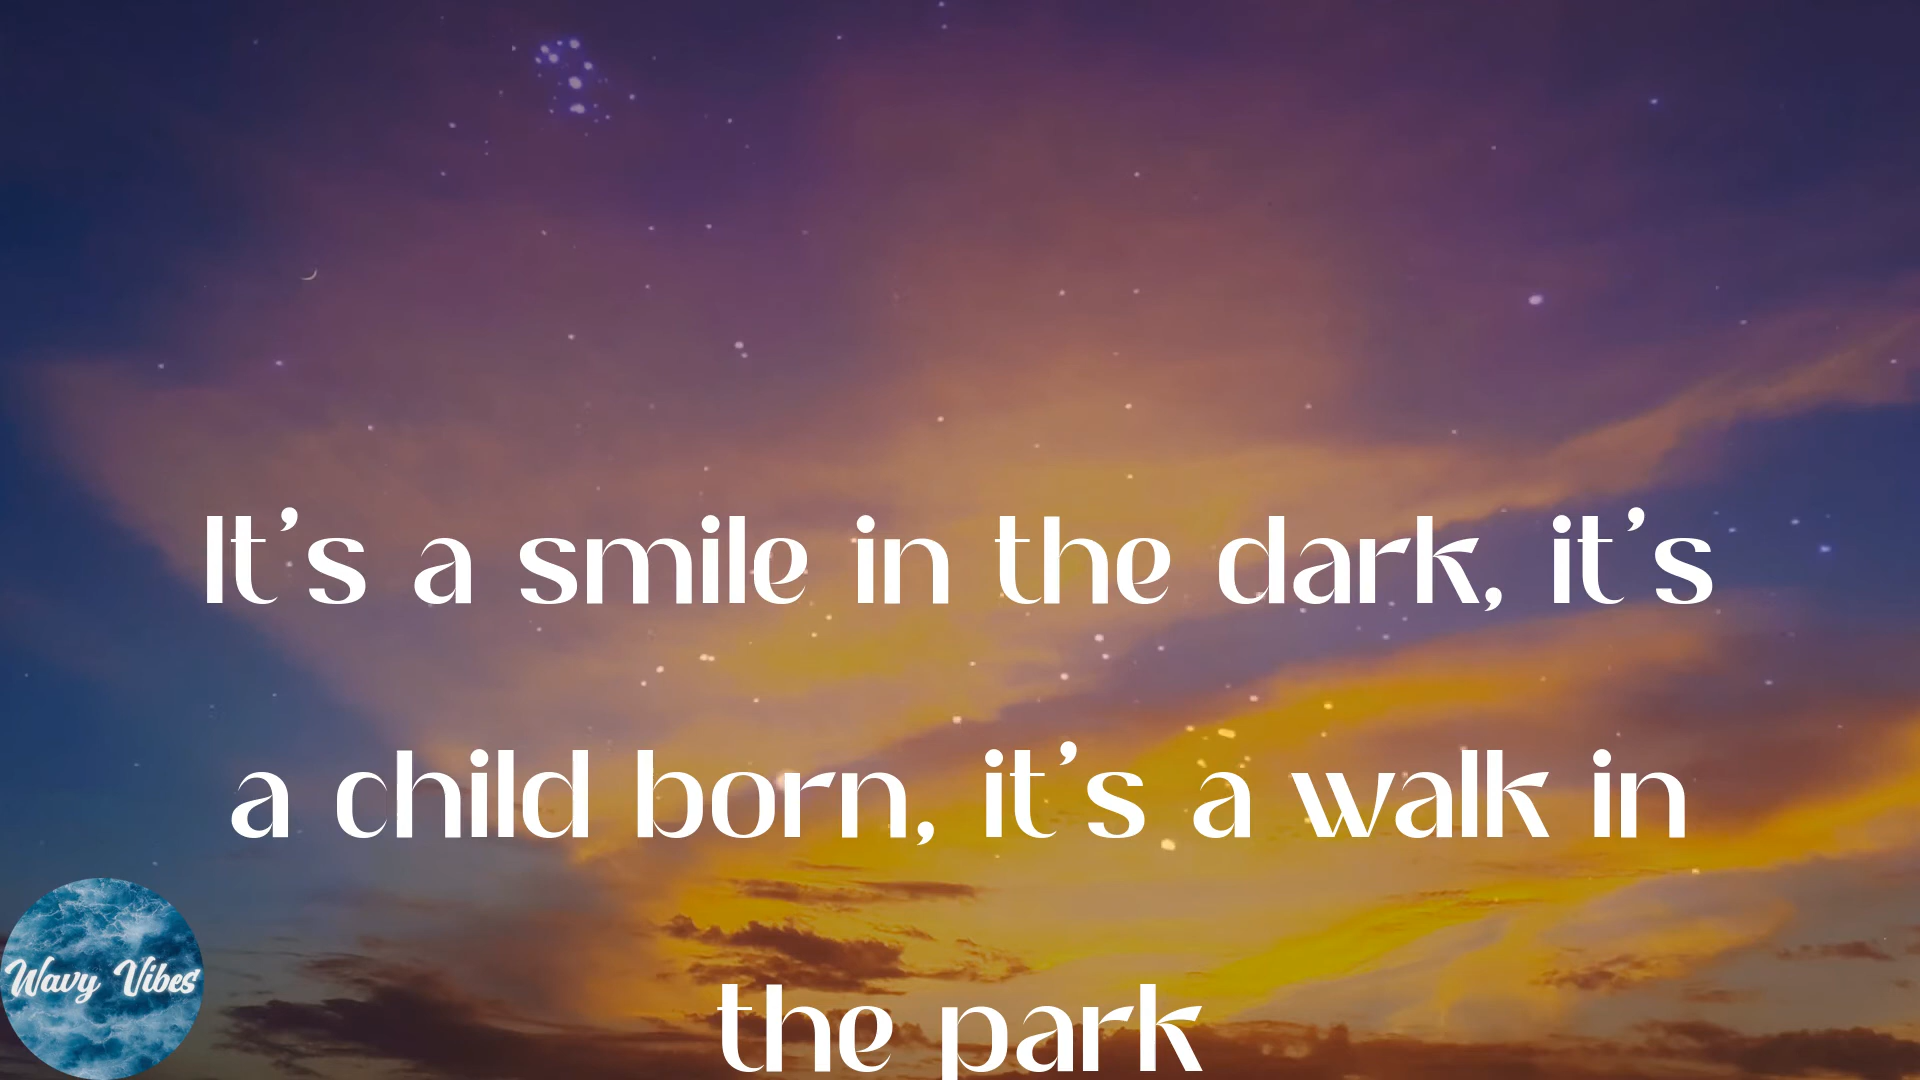 It's a smile in the dark, it's
a child born, it's a walk in
the park
Wavy Vibes